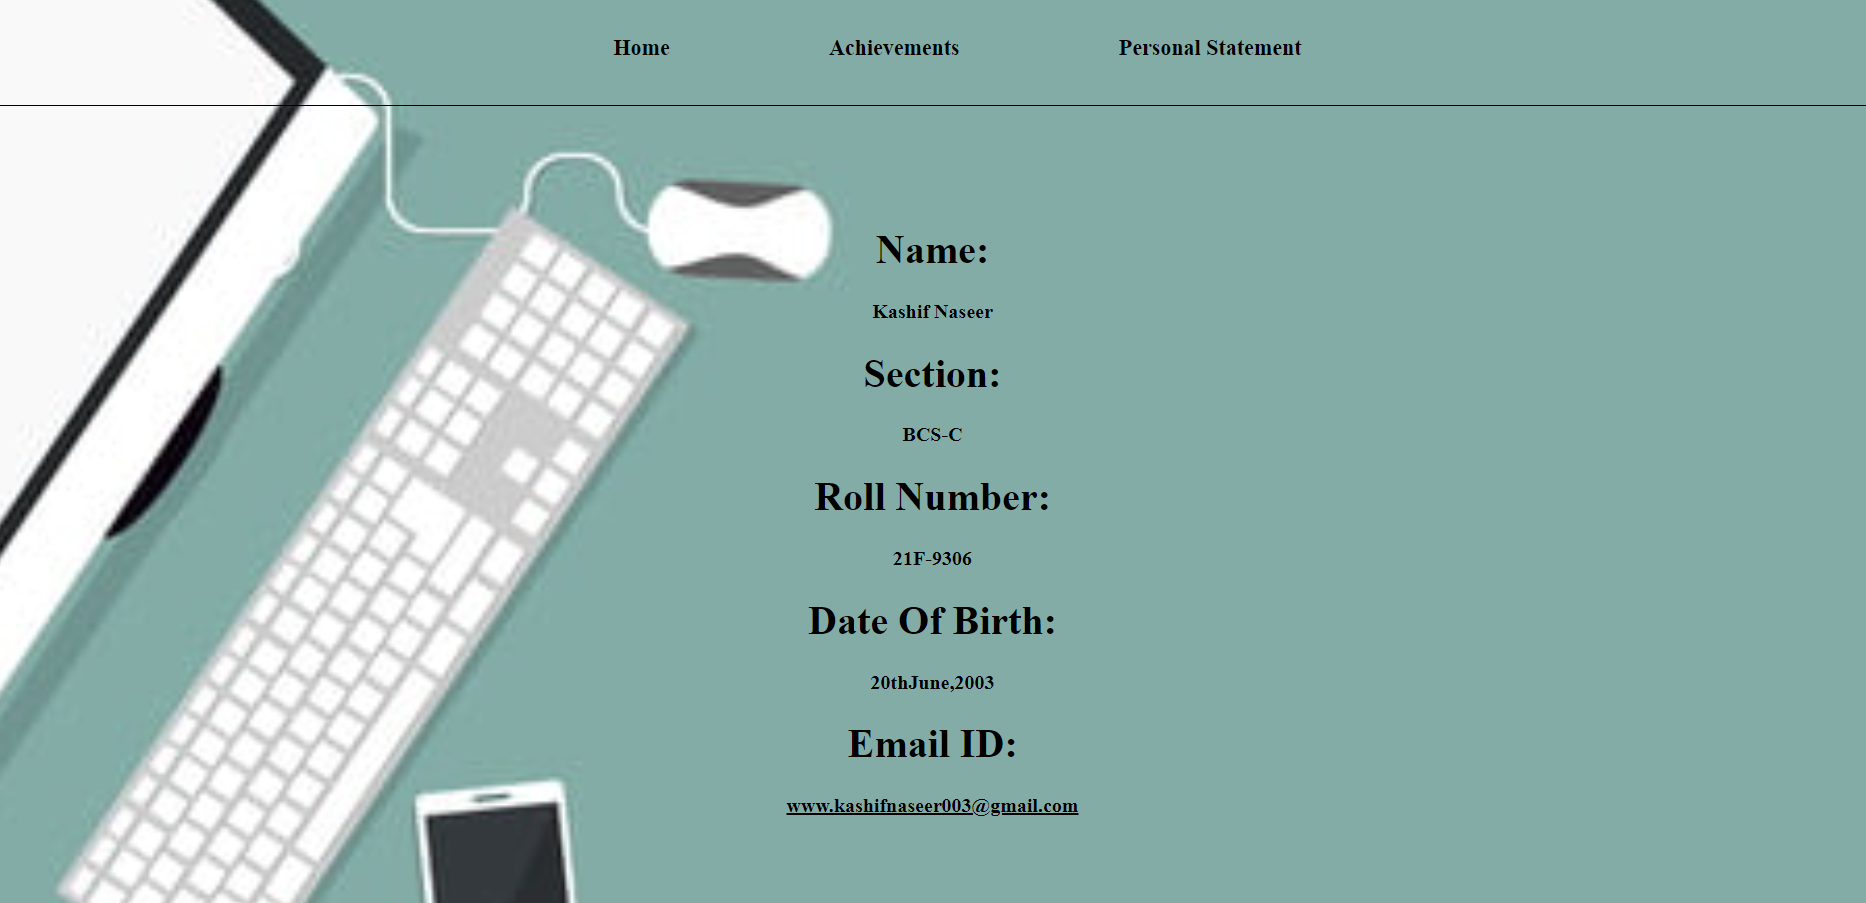 Home Achievements Personal Statement
Name:
Kashif Naseer
Section:
BCS-C
Roll Number:
21F-9306
Date Of Birth:
20thJune,2003
Email ID:
www.kashifnaseer003@gmail.com